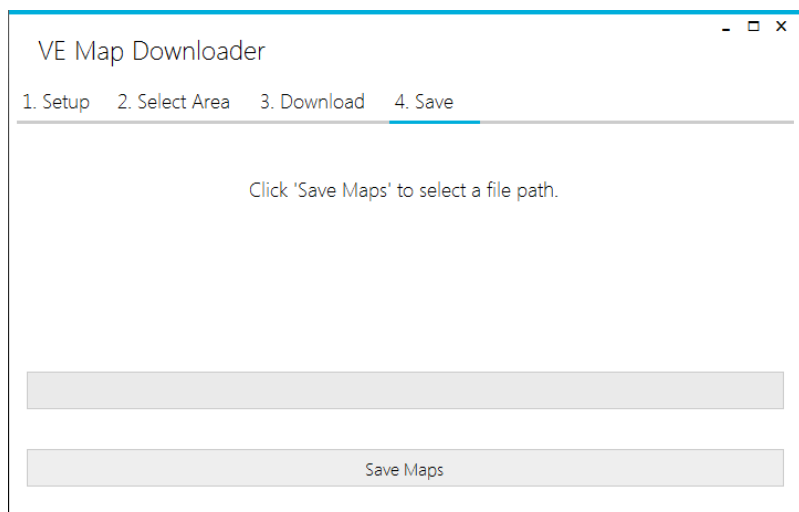 VE Map Downloader
1. Setup 2. Select Area 3. Download 4. Save
Click 'Save Maps' to select a file path.
Save Maps